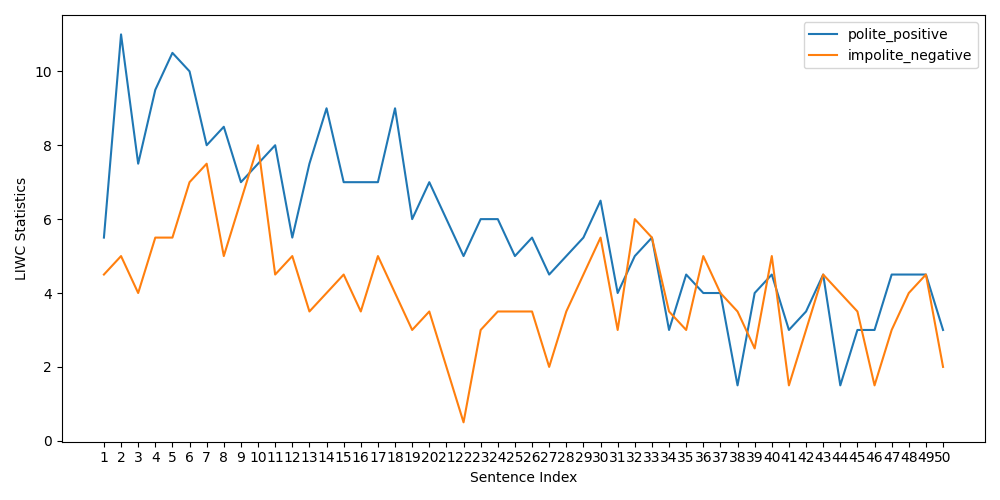 polite_positive
impolite_negative
10
8
6
4
2
0
LIWC Statistics
1 2 3 4 5 6 7 8 9 10 11 12 13 14 15 16 17 18 19 20 21 22 23 24 25 26 27 28 29 30 31 32 33 34 35 36 37 38 39 40 41 42 43 44 45 46 47 48 49 50
Sentence Index